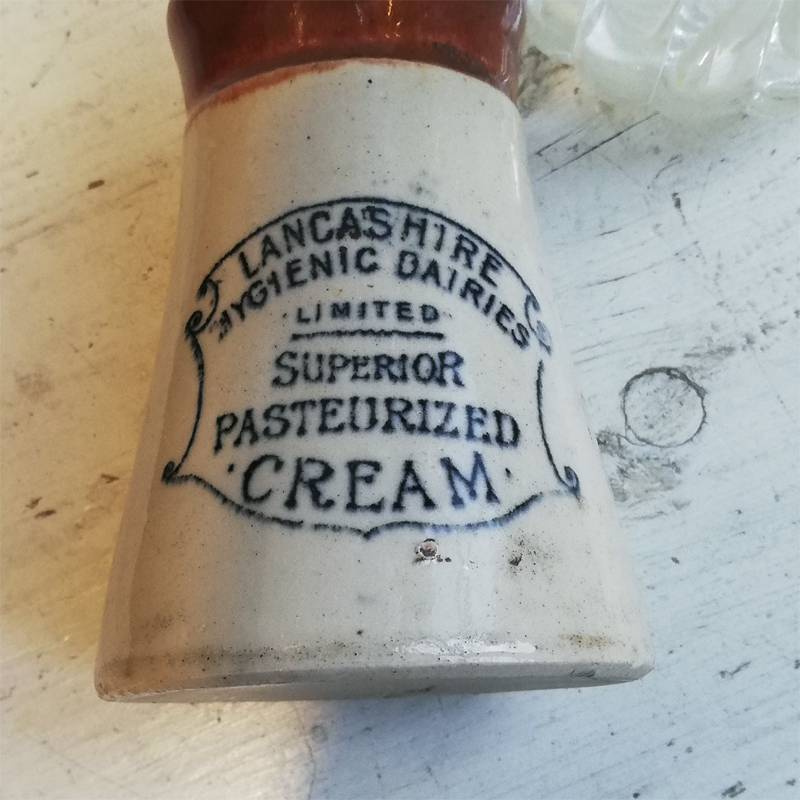 LANCASHIRE
HYGIENIC DAIRIES
LIMITED
SUPERIOR
PASTEURIZED
·CREAM·